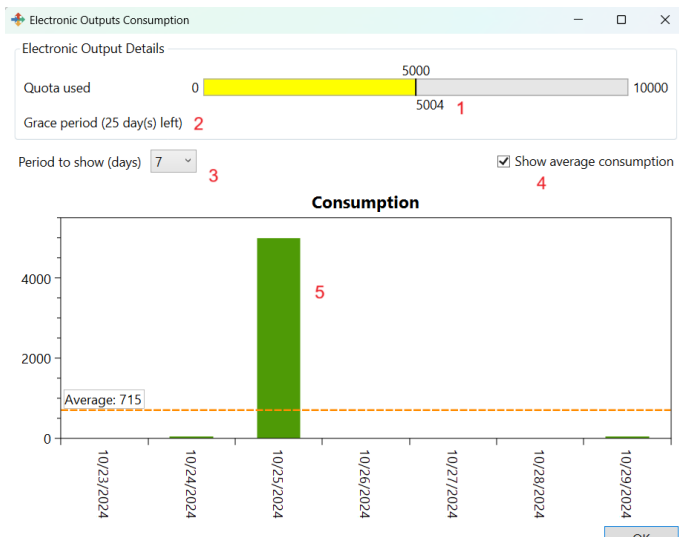 Electronic Outputs Consumption
Electronic Output Details
5000
Quota used 0 10000
5004 1
Grace period (25 day(s) left) 2
Period to show (days) 7 Show average consumption
3 4
Consumption
4000
5
2000
Average: 715
0
10/23/2024
10/24/2024
10/25/2024
10/26/2024
10/27/2024
10/28/2024
10/29/2024